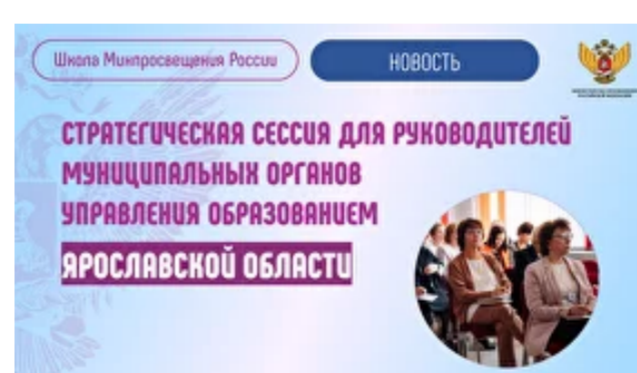 Школа Минпросвещения России
НОВОСТЬ
СТРАТЕГИЧЕСКАЯ СЕССИЯ ДЛЯ РУКОВОДИТЕЛЕЙ
МУНИЦИПАЛЬНЫХ ОРГАНОВ
УПРАВЛЕНИЯ ОБРАЗОВАНИЕМ
ЯРОСЛАВСКОЙ ОБЛАСТИ